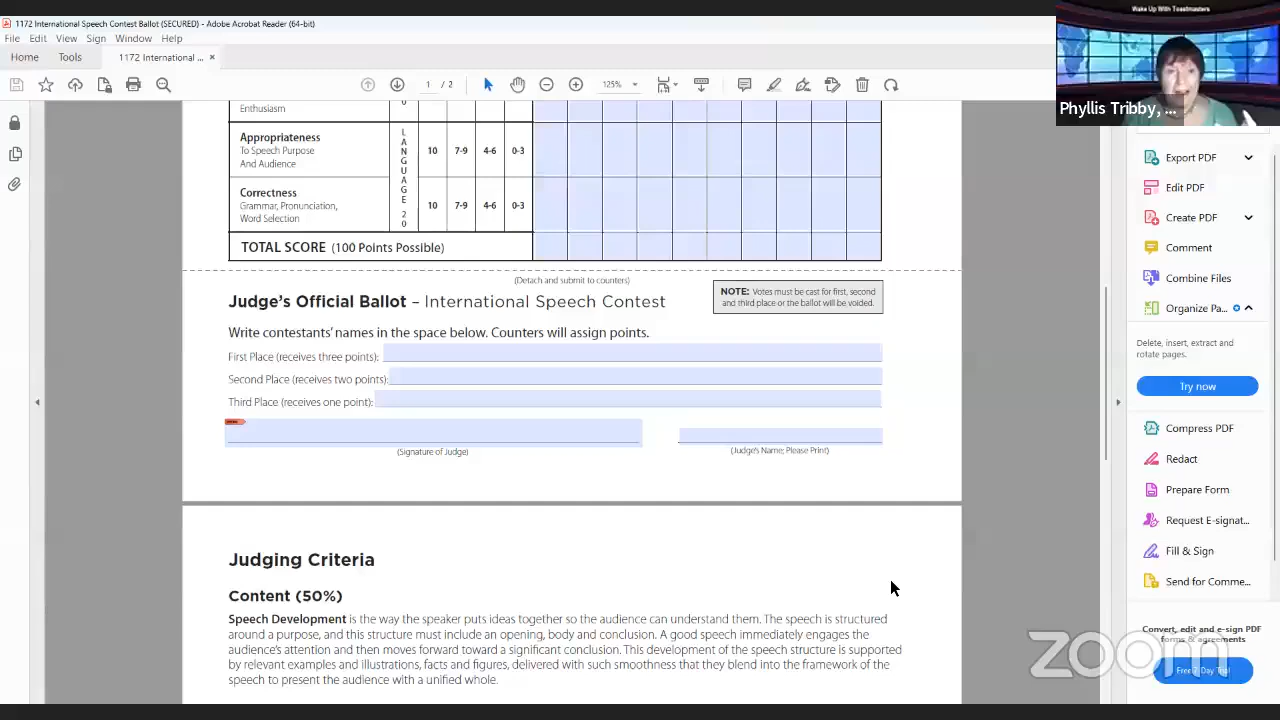 1172 International Speech Contest Ballot (SECURED) - Adobe Acrobat Reader (64-bit)
Wake Up With Toastmasters
File Edit View Sign Window Help
Home Tools 1172 International ... ×
125%
Phyllis Tribby, ...
Enthusiasm
Appropriateness
To Speech Purpose
And Audience
10 7-9 4-6 0-3
LANGUAGE 20
Correctness
Grammar, Pronunciation,
Word Selection
10 7-9 4-6 0-3
TOTAL SCORE (100 Points Possible)
(Detach and submit to counters)
Judge's Official Ballot – International Speech Contest
NOTE: Votes must be cast for first, second
and third place or the ballot will be voided.
Write contestants' names in the space below. Counters will assign points.
First Place (receives three points):
Second Place (receives two points):
Third Place (receives one point):
(Signature of Judge)
(Judge's Name; Please Print)
Judging Criteria
Content (50%)
Speech Development is the way the speaker puts ideas together so the audience can understand them. The speech is structured
around a purpose, and this structure must include an opening, body and conclusion. A good speech immediately engages the
audience's attention and then moves forward toward a significant conclusion. This development of the speech structure is supported
by relevant examples and illustrations, facts and figures, delivered with such smoothness that they blend into the framework of the
speech to present the audience with a unified whole.
Export PDF
Edit PDF
Create PDF
Comment
Combine Files
Organize Pa...
Delete, insert, extract and
rotate pages.
Try now
Compress PDF
Redact
Prepare Form
Request E-signat...
Fill & Sign
Send for Comme...
Convert, edit and e-sign PDF
forms & agreements
Free 7-Day Trial
zoom